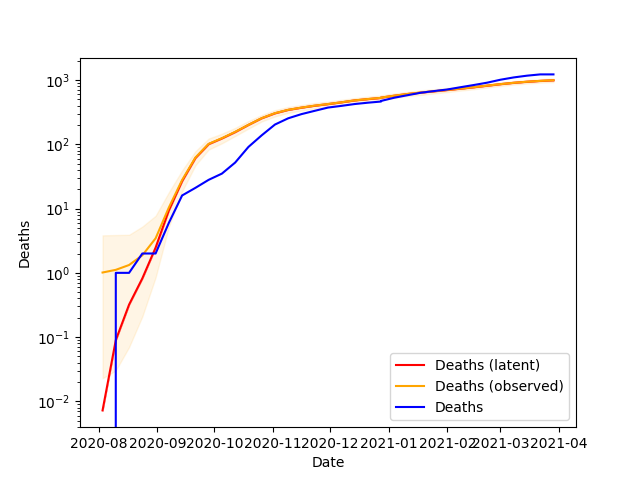 10³
10²
10¹
10⁰
10⁻¹
10⁻²
Deaths
Deaths (latent)
Deaths (observed)
Deaths
2020-08 2020-09 2020-10 2020-11 2020-12 2021-01 2021-02 2021-03 2021-04
Date